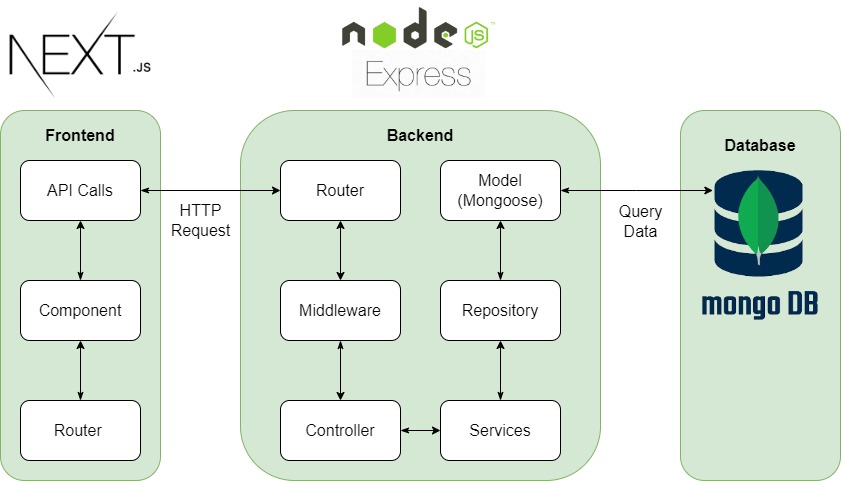 NEXT.JS
node JS
Express
Frontend
Backend
Database
API Calls
HTTP
Request
Router
Model
(Mongoose)
Query
Data
Component
Middleware
Repository
mongo DB
Router
Controller
Services